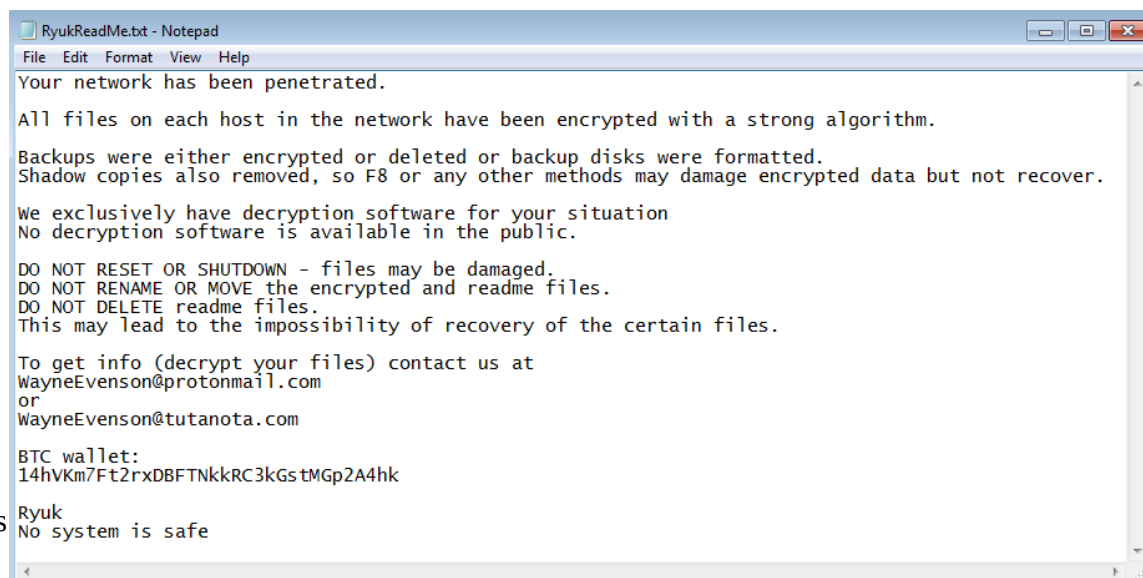 RyukReadMe.txt - Notepad
File Edit Format View Help
Your network has been penetrated.
All files on each host in the network have been encrypted with a strong algorithm.
Backups were either encrypted or deleted or backup disks were formatted.
Shadow copies also removed, so F8 or any other methods may damage encrypted data but not recover.
We exclusively have decryption software for your situation
No decryption software is available in the public.
DO NOT RESET OR SHUTDOWN - files may be damaged.
DO NOT RENAME OR MOVE the encrypted and readme files.
DO NOT DELETE readme files.
This may lead to the impossibility of recovery of the certain files.
To get info (decrypt your files) contact us at
WayneEvenson@protonmail.com
or
WayneEvenson@tutanota.com
BTC wallet:
14hVKm7Ft2rxDBFTNkkRC3kGstMGp2A4hk
Ryuk
s
No system is safe